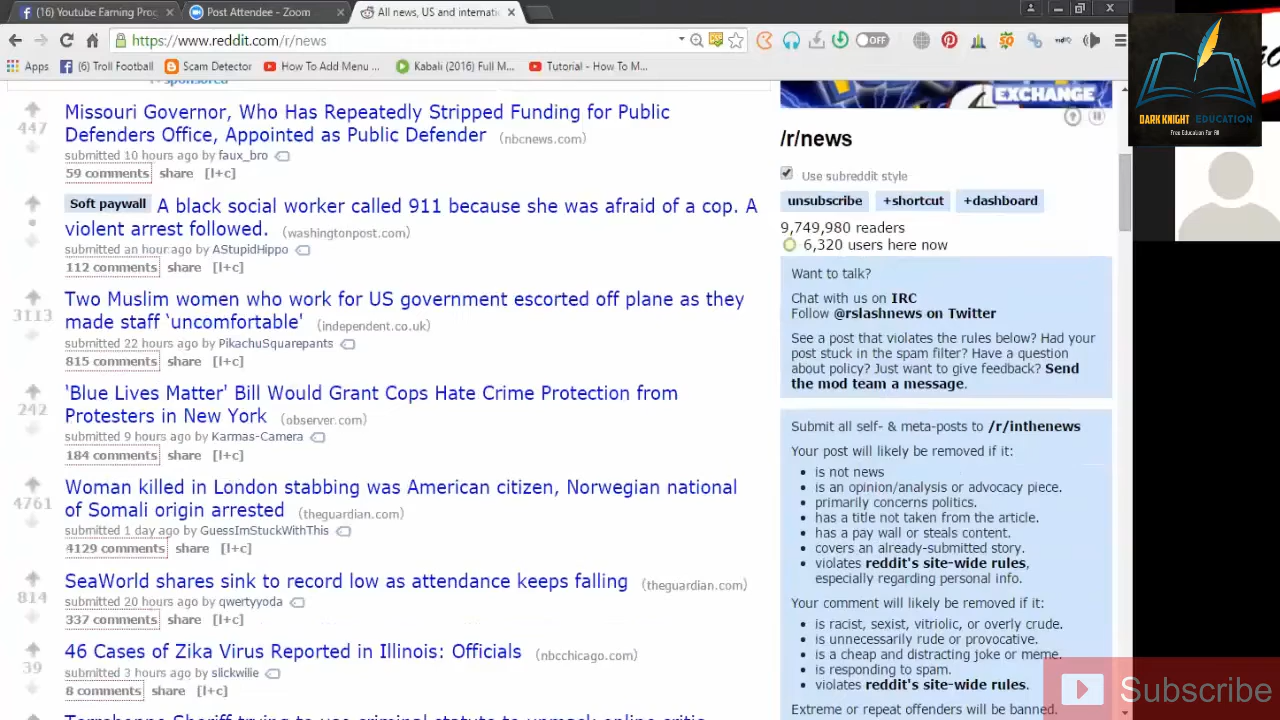 (16) Youtube Earning Pro
Post Attendee - Zoom
All news, US and internati
https://www.reddit.com/r/news
OFF
Apps
(6) Troll Football
Scam Detector
How To Add Menu ...
Kabali (2016) Full M...
Tutorial - How To M...
DARK KNIGHT EDUCATION
Free Education For All
sponsored
447
Missouri Governor, Who Has Repeatedly Stripped Funding for Public
Defenders Office, Appointed as Public Defender (nbcnews.com)
submitted 10 hours ago by faux_bro
59 comments share [l+c]
Soft paywall A black social worker called 911 because she was afraid of a cop. A
violent arrest followed. (washingtonpost.com)
submitted an hour ago by AStupidHippo
112 comments share [l+c]
3113
Two Muslim women who work for US government escorted off plane as they
made staff ‘uncomfortable’ (independent.co.uk)
submitted 22 hours ago by PikachuSquarepants
815 comments share [l+c]
242
'Blue Lives Matter' Bill Would Grant Cops Hate Crime Protection from
Protesters in New York (observer.com)
submitted 9 hours ago by Karmas-Camera
184 comments share [l+c]
4761
Woman killed in London stabbing was American citizen, Norwegian national
of Somali origin arrested (theguardian.com)
submitted 1 day ago by GuessImStuckWithThis
4129 comments share [l+c]
814
SeaWorld shares sink to record low as attendance keeps falling (theguardian.com)
submitted 20 hours ago by qwertyyoda
337 comments share [l+c]
39
46 Cases of Zika Virus Reported in Illinois: Officials (nbcchicago.com)
submitted 3 hours ago by slickwilie
8 comments share [l+c]
Terrebonne Sheriff trying to use criminal statute to unmask online critic
EXCHANGE
/r/news
Use subreddit style
unsubscribe +shortcut +dashboard
9,749,980 readers
6,320 users here now
Want to talk?
Chat with us on IRC
Follow @rslashnews on Twitter
See a post that violates the rules below? Had your
post stuck in the spam filter? Have a question
about policy? Just want to give feedback? Send
the mod team a message.
Submit all self- & meta-posts to /r/inthenews
Your post will likely be removed if it:
is not news
is an opinion/analysis or advocacy piece.
primarily concerns politics.
has a title not taken from the article.
has a pay wall or steals content.
covers an already-submitted story.
violates reddit's site-wide rules,
especially regarding personal info.
Your comment will likely be removed if it:
is racist, sexist, vitriolic, or overly crude.
is unnecessarily rude or provocative.
is a cheap and distracting joke or meme.
is responding to spam.
violates reddit's site-wide rules.
Extreme or repeat offenders will be banned.
Subscribe